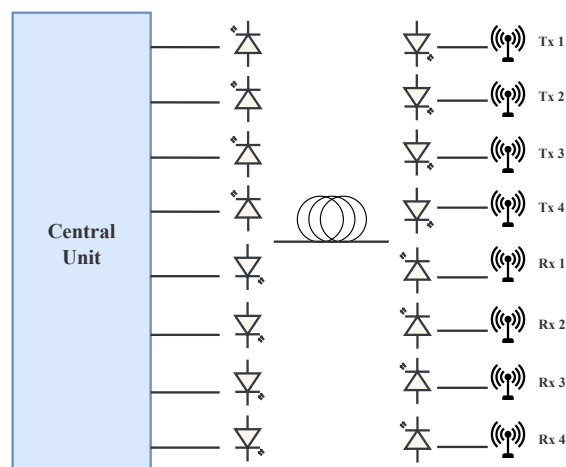 Central
Unit
Tx 1
Tx 2
Tx 3
Tx 4
Rx 1
Rx 2
Rx 3
Rx 4